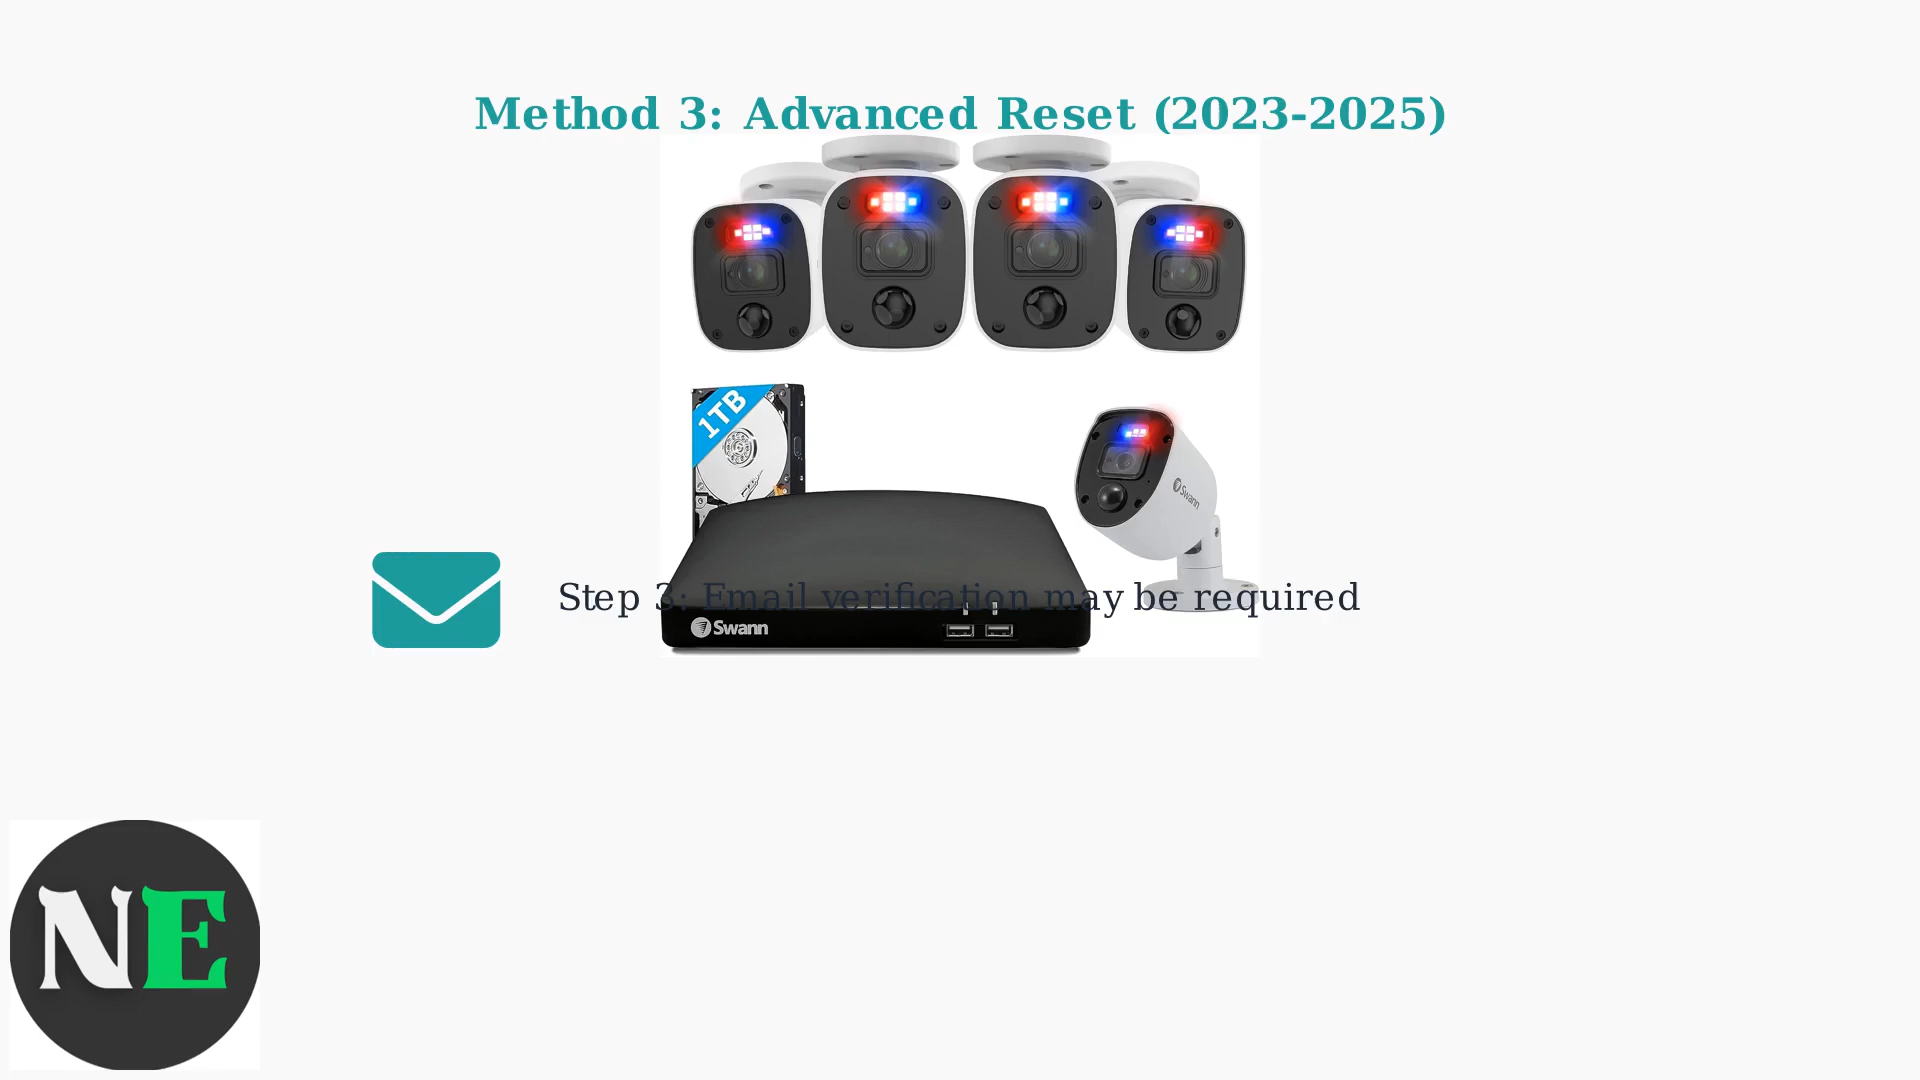 Method 3: Advanced Reset (2023-2025)
1TB
Swann
Step 3: Email verification may be required
Swann
NE